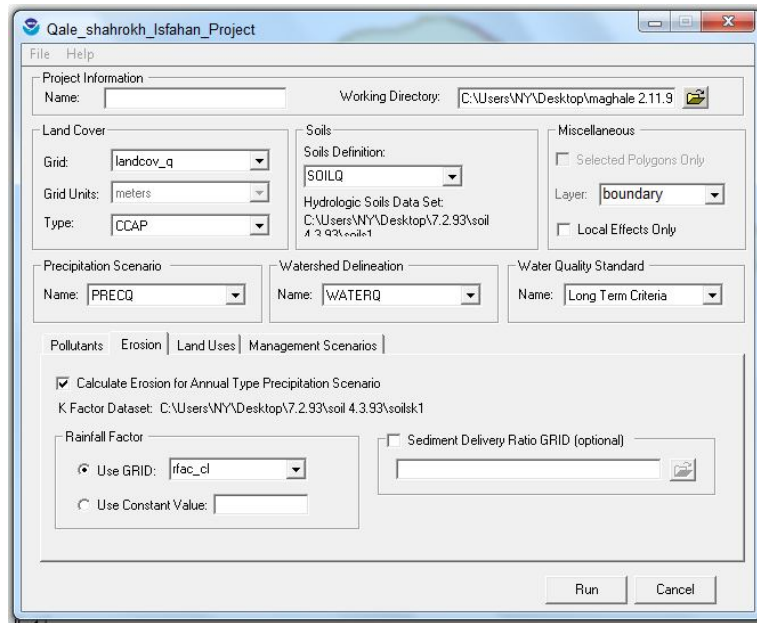 Qale_shahrokh_Isfahan_Project
File Help
Project Information
Name: Working Directory: C:\Users\NY\Desktop\maghale 2.11.9
Land Cover
Grid: landcov_q
Grid Units: meters
Type: CCAP
Soils
Soils Definition:
SOILQ
Hydrologic Soils Data Set:
C:\Users\NY\Desktop\7.2.93\soil
4.3.93\soils1
Miscellaneous
Selected Polygons Only
Layer: boundary
Local Effects Only
Precipitation Scenario
Name: PRECQ
Watershed Delineation
Name: WATERQ
Water Quality Standard
Name: Long Term Criteria
Pollutants Erosion Land Uses Management Scenarios
Calculate Erosion for Annual Type Precipitation Scenario
K Factor Dataset: C:\Users\NY\Desktop\7.2.93\soil 4.3.93\soilsk1
Rainfall Factor
Use GRID: rfac_cl
Use Constant Value:
Sediment Delivery Ratio GRID (optional)
Run Cancel